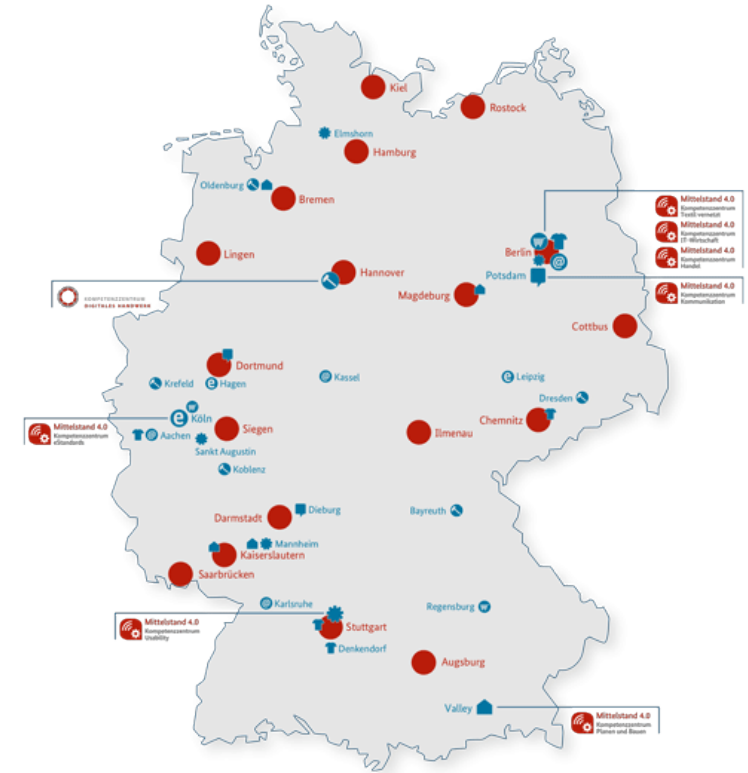 Kiel
Rostock
Elmshorn
Hamburg
Oldenburg
Bremen
Mittelstand 4.0
Kompetenzzentrum
Textil vernetzt
Mittelstand 4.0
Kompetenzzentrum
IT-Wirtschaft
Mittelstand 4.0
Kompetenzzentrum
Handel
Berlin
Lingen
Hannover
Potsdam
Magdeburg
Mittelstand 4.0
Kompetenzzentrum
Kommunikation
KOMPETENZZENTRUM
DIGITALES HANDWERK
Cottbus
Dortmund
Krefeld
Hagen
Kassel
Leipzig
Dresden
Köln
Chemnitz
Mittelstand 4.0
Kompetenzzentrum
eStandards
Aachen
Siegen
Ilmenau
Sankt Augustin
Koblenz
Darmstadt
Dieburg
Bayreuth
Mannheim
Kaiserslautern
Saarbrücken
Karlsruhe
Regensburg
Mittelstand 4.0
Kompetenzzentrum
Usability
Stuttgart
Denkendorf
Augsburg
Valley
Mittelstand 4.0
Kompetenzzentrum
Planen und Bauen